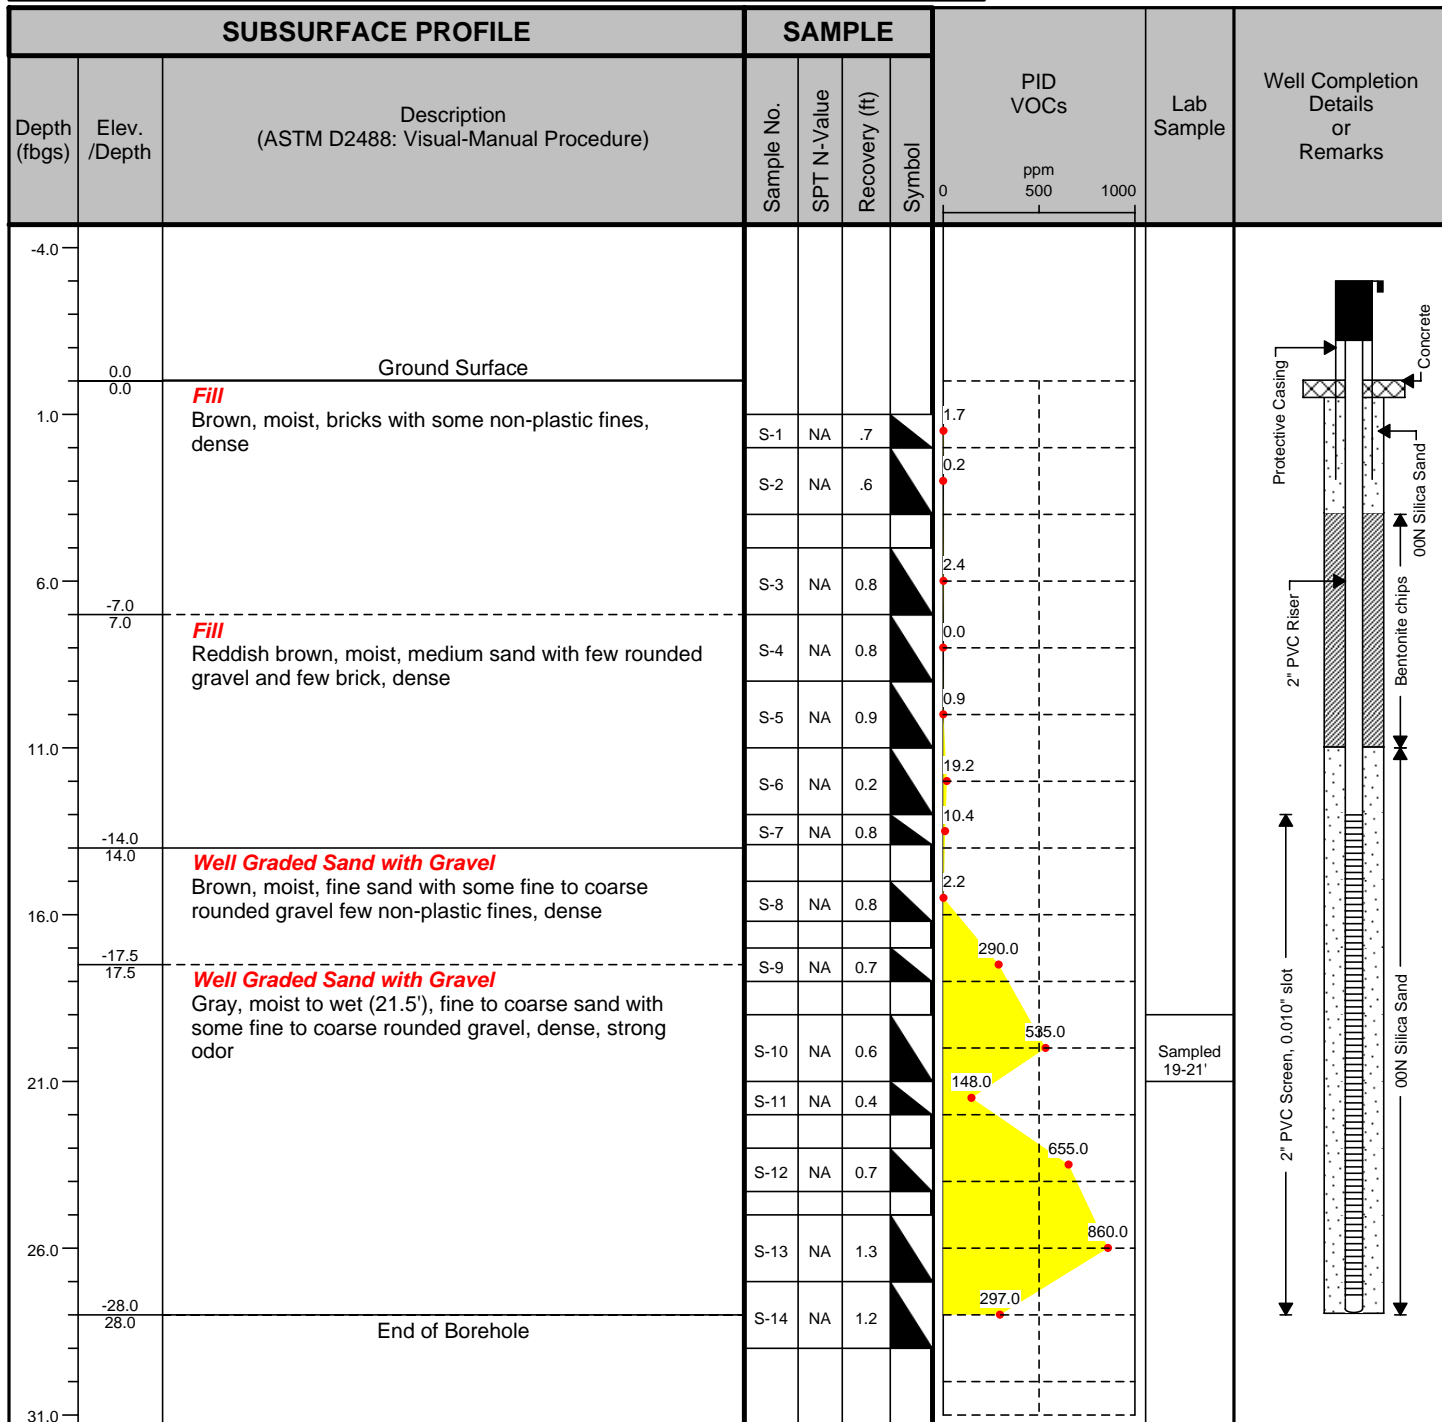 SUBSURFACE PROFILE
SAMPLE
Depth
(fbgs)
Elev.
/Depth
Description
(ASTM D2488: Visual-Manual Procedure)
Sample No.
SPT N-Value
Recovery (ft)
Symbol
PID
VOCs
ppm
0 500 1000
Lab
Sample
Well Completion
Details
or
Remarks
-4.0
Ground Surface
0.0
0.0
Fill
Brown, moist, bricks with some non-plastic fines,
dense
1.0
S-1 NA .7
1.7
S-2 NA .6
0.2
S-3 NA 0.8
2.4
6.0
-7.0
7.0
Fill
Reddish brown, moist, medium sand with few rounded
gravel and few brick, dense
S-4 NA 0.8
0.0
S-5 NA 0.9
0.9
11.0
S-6 NA 0.2
19.2
S-7 NA 0.8
10.4
-14.0
14.0
Well Graded Sand with Gravel
Brown, moist, fine sand with some fine to coarse
rounded gravel few non-plastic fines, dense
S-8 NA 0.8
2.2
16.0
-17.5
17.5
S-9 NA 0.7
290.0
Well Graded Sand with Gravel
Gray, moist to wet (21.5'), fine to coarse sand with
some fine to coarse rounded gravel, dense, strong
odor
S-10 NA 0.6
535.0
Sampled
19-21'
21.0
S-11 NA 0.4
148.0
S-12 NA 0.7
655.0
S-13 NA 1.3
860.0
26.0
-28.0
28.0
S-14 NA 1.2
297.0
End of Borehole
31.0
Protective Casing
Concrete
00N Silica Sand
2" PVC Riser
Bentonite chips
2" PVC Screen, 0.010" slot
00N Silica Sand